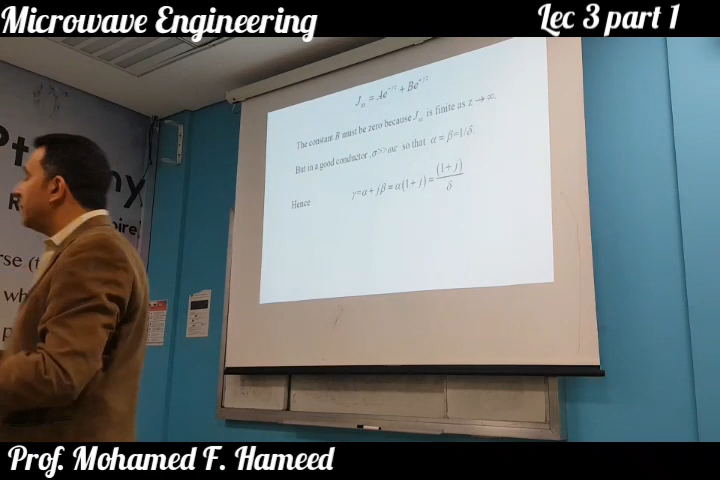 Microwave Engineering
Lec 3 part 1
J_sx = Ae^{-γz} + Be^{+γz}
The constant B must be zero because J_sx is finite as z → ∞.
But in a good conductor , σ>>ωε so that α = β=1/δ.
Hence
γ=α + jβ = α(1+ j) = (1+ j)/δ
Prof. Mohamed F. Hameed